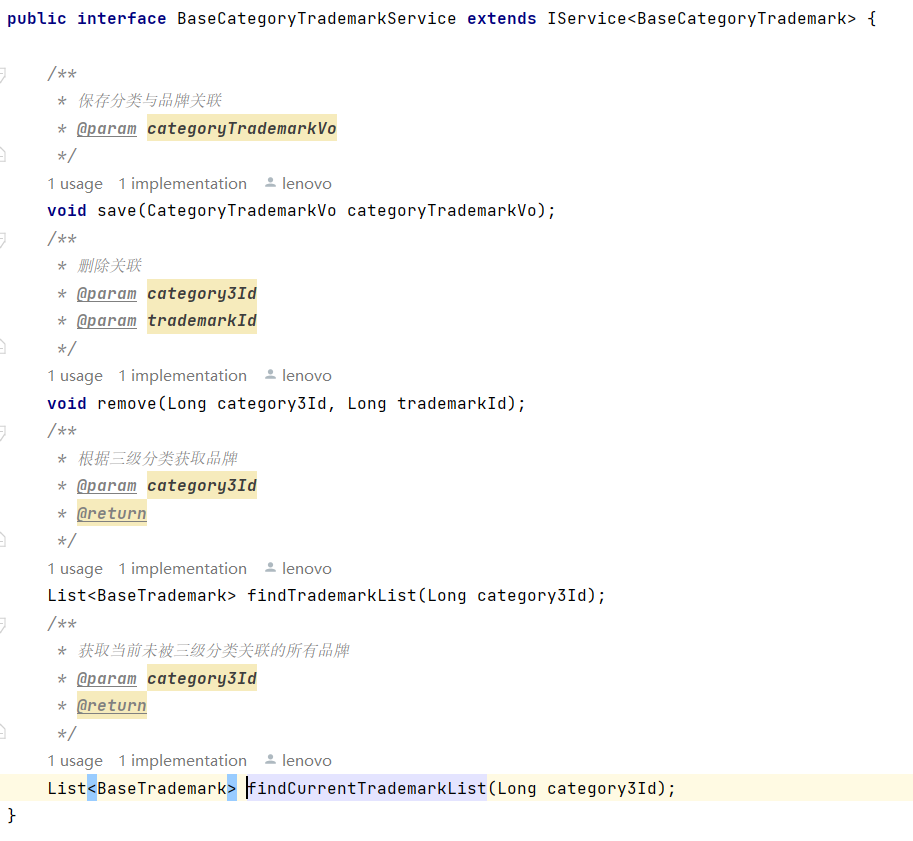 public interface BaseCategoryTrademarkService extends IService<BaseCategoryTrademark> {
/**
* 保存分类与品牌关联
* @param categoryTrademarkVo
*/
1 usage 1 implementation lenovo
void save(CategoryTrademarkVo categoryTrademarkVo);
/**
* 删除关联
* @param category3Id
* @param trademarkId
*/
1 usage 1 implementation lenovo
void remove(Long category3Id, Long trademarkId);
/**
* 根据三级分类获取品牌
* @param category3Id
* @return
*/
1 usage 1 implementation lenovo
List<BaseTrademark> findTrademarkList(Long category3Id);
/**
* 获取当前未被三级分类关联的所有品牌
* @param category3Id
* @return
*/
1 usage 1 implementation lenovo
List<BaseTrademark> findCurrentTrademarkList(Long category3Id);
}